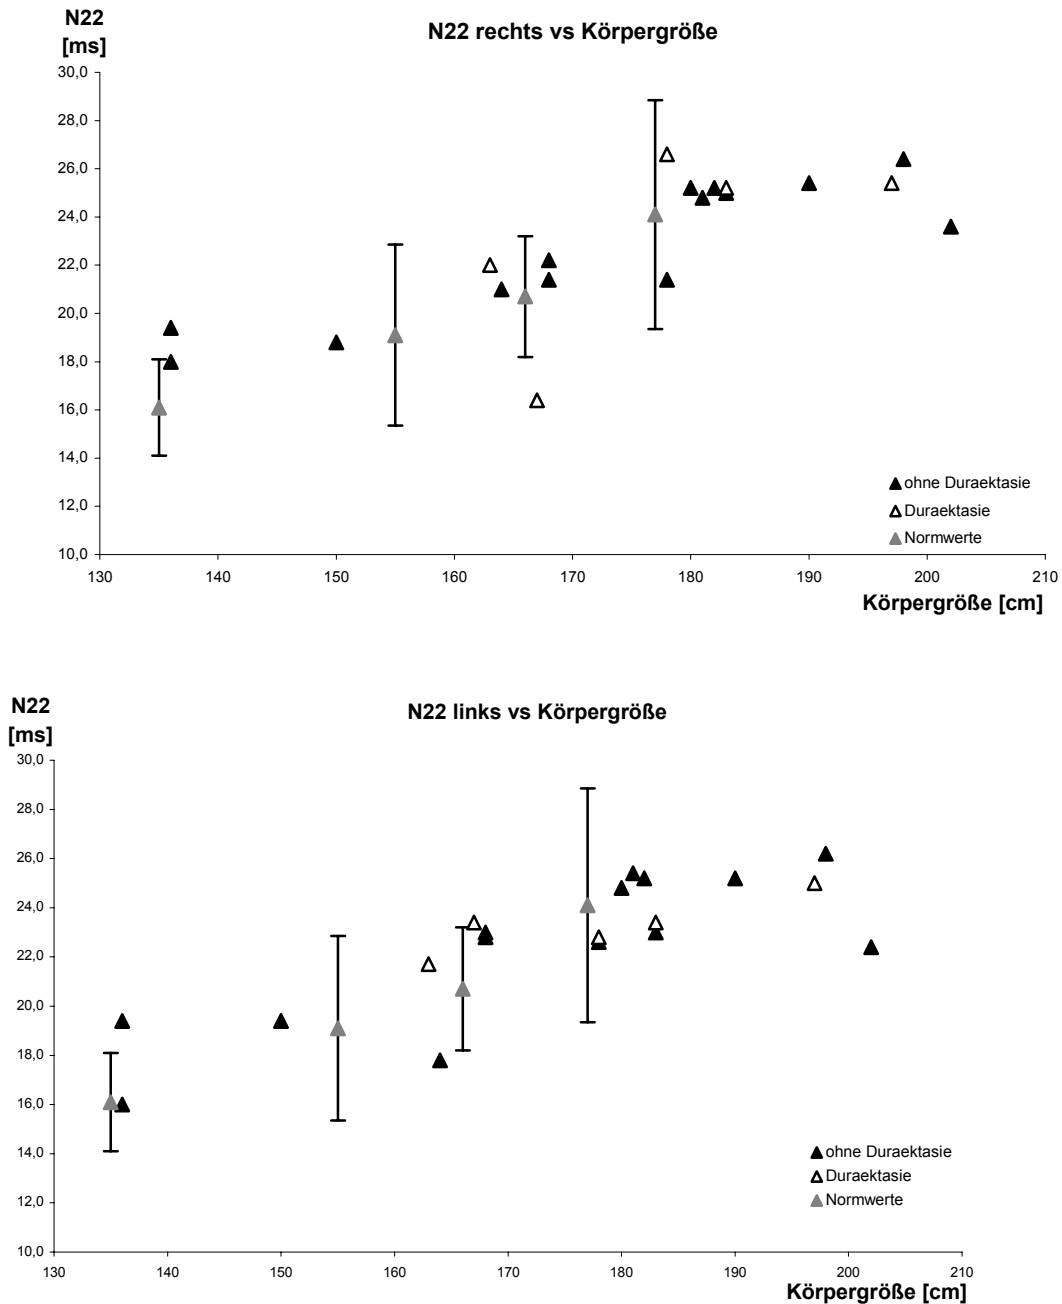 N22
[ms]
N22 rechts vs Körpergröße
30,0
28,0
26,0
24,0
22,0
20,0
18,0
16,0
14,0
12,0
10,0
ohne Duraektasie
Duraektasie
Normwerte
130 140 150 160 170 180 190 200 210
Körpergröße [cm]
N22
[ms]
N22 links vs Körpergröße
30,0
28,0
26,0
24,0
22,0
20,0
18,0
16,0
14,0
12,0
10,0
ohne Duraektasie
Duraektasie
Normwerte
130 140 150 160 170 180 190 200 210
Körpergröße [cm]